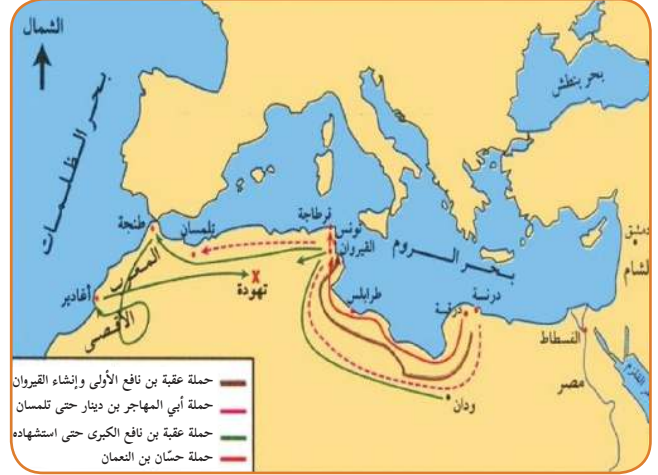 الشمال
بحر الظلمات
بحر بنطش
قرطاجة
تونس
القيروان
طنجة
تلمسان
المغرب
الأقصى
أغادير
تهودة
طرابلس
بحر الروم
برقة
درنة
دمشق
الشام
الفسطاط
مصر
ودان
حملة عقبة بن نافع الأولى وإنشاء القيروان
حملة أبي المهاجر بن دينار حتى تلمسان
حملة عقبة بن نافع الكبرى حتى استشهاده
حملة حسّان بن النعمان